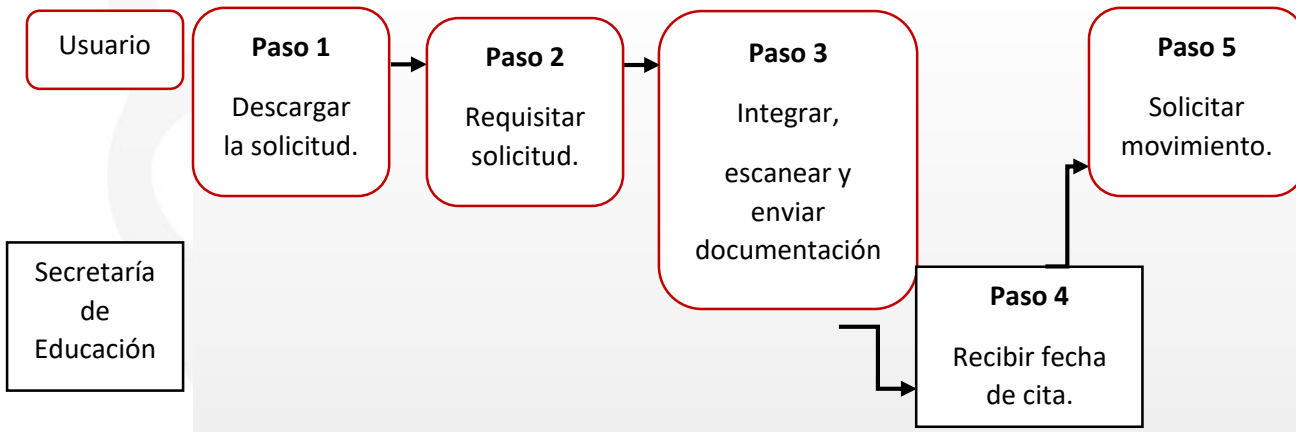 Usuario
Paso 1
Descargar
la solicitud.
Paso 2
Requisitar
solicitud.
Paso 3
Integrar,
escanear y
enviar
documentación
Paso 5
Solicitar
movimiento.
Secretaría
de
Educación
Paso 4
Recibir fecha
de cita.